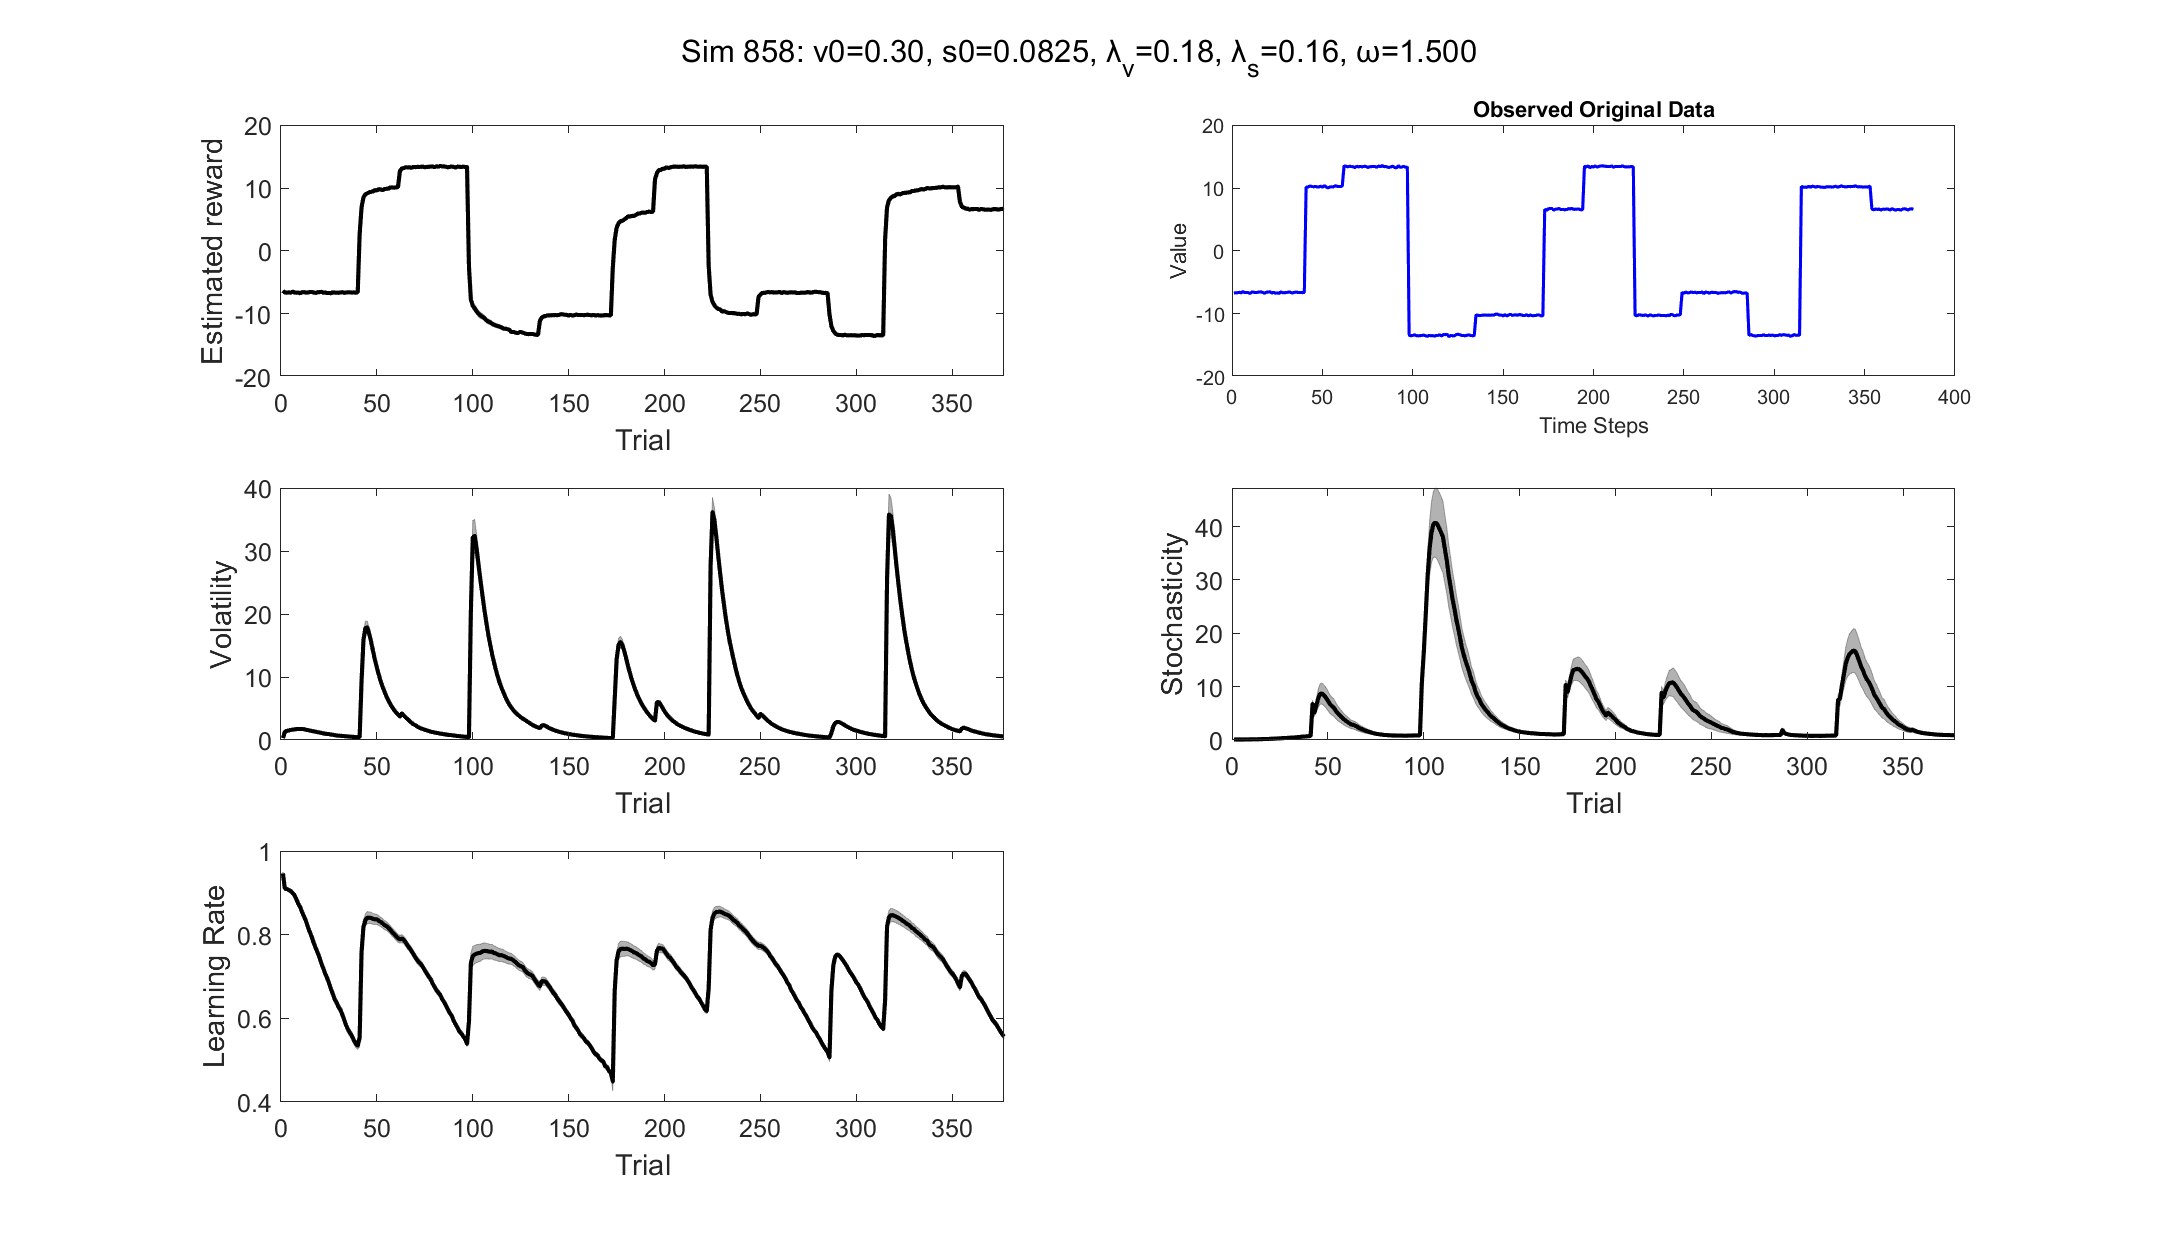 Sim 858: v0=0.30, s0=0.0825, λv=0.18, λs=0.16, ω=1.500
Estimated reward
20
10
0
-10
-20
0 50 100 150 200 250 300 350
Trial
Observed Original Data
Value
20
10
0
-10
-20
0 50 100 150 200 250 300 350 400
Time Steps
Volatility
40
30
20
10
0
0 50 100 150 200 250 300 350
Trial
Stochasticity
40
30
20
10
0
0 50 100 150 200 250 300 350
Trial
Learning Rate
1
0.8
0.6
0.4
0 50 100 150 200 250 300 350
Trial